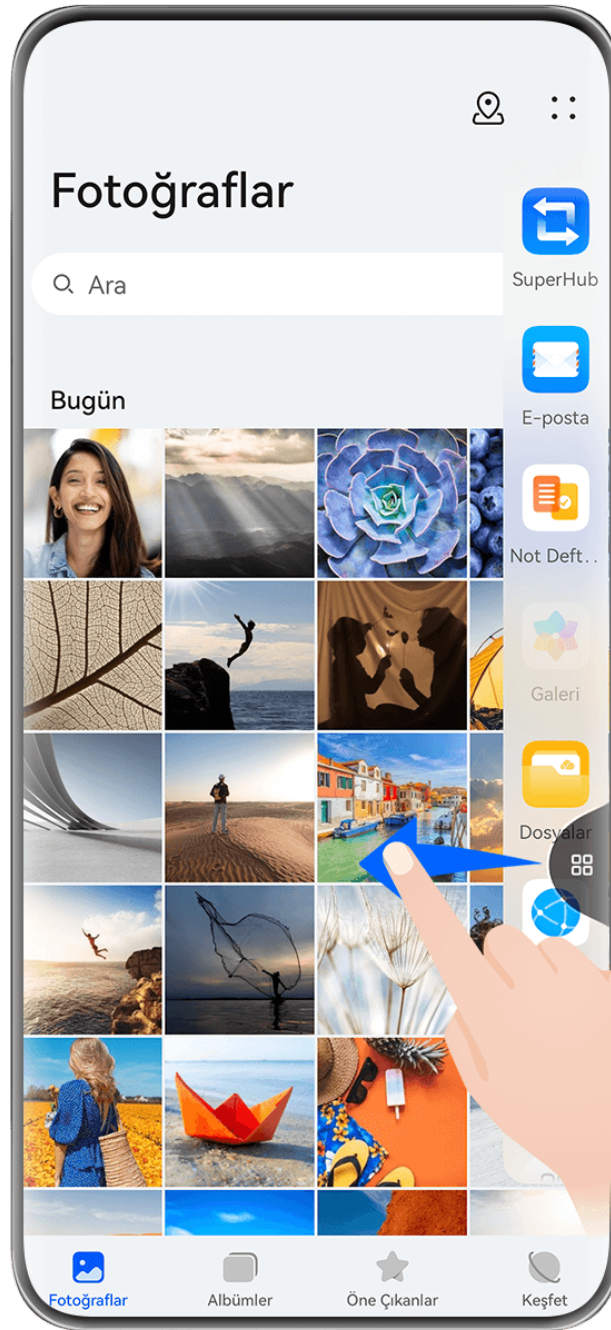 Fotoğraflar
Ara
Bugün
SuperHub
E-posta
Not Deft..
Galeri
Dosyalar
Fotoğraflar
Albümler
Öne Çıkanlar
Keşfet